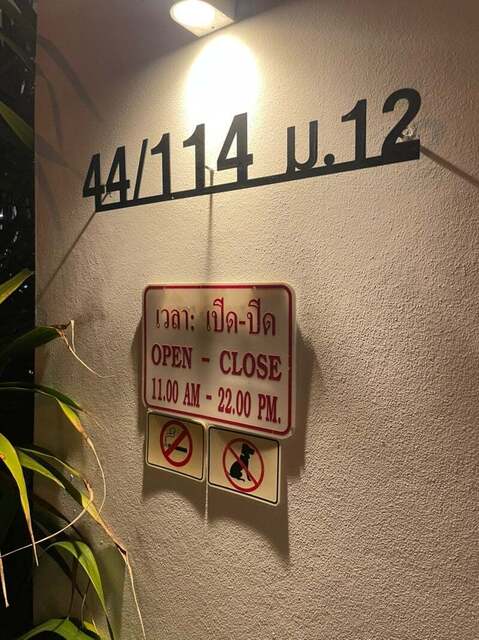 44/114 ม.12
เวลา: เปิด-ปิด
OPEN - CLOSE
11.00 AM - 22.00 PM.